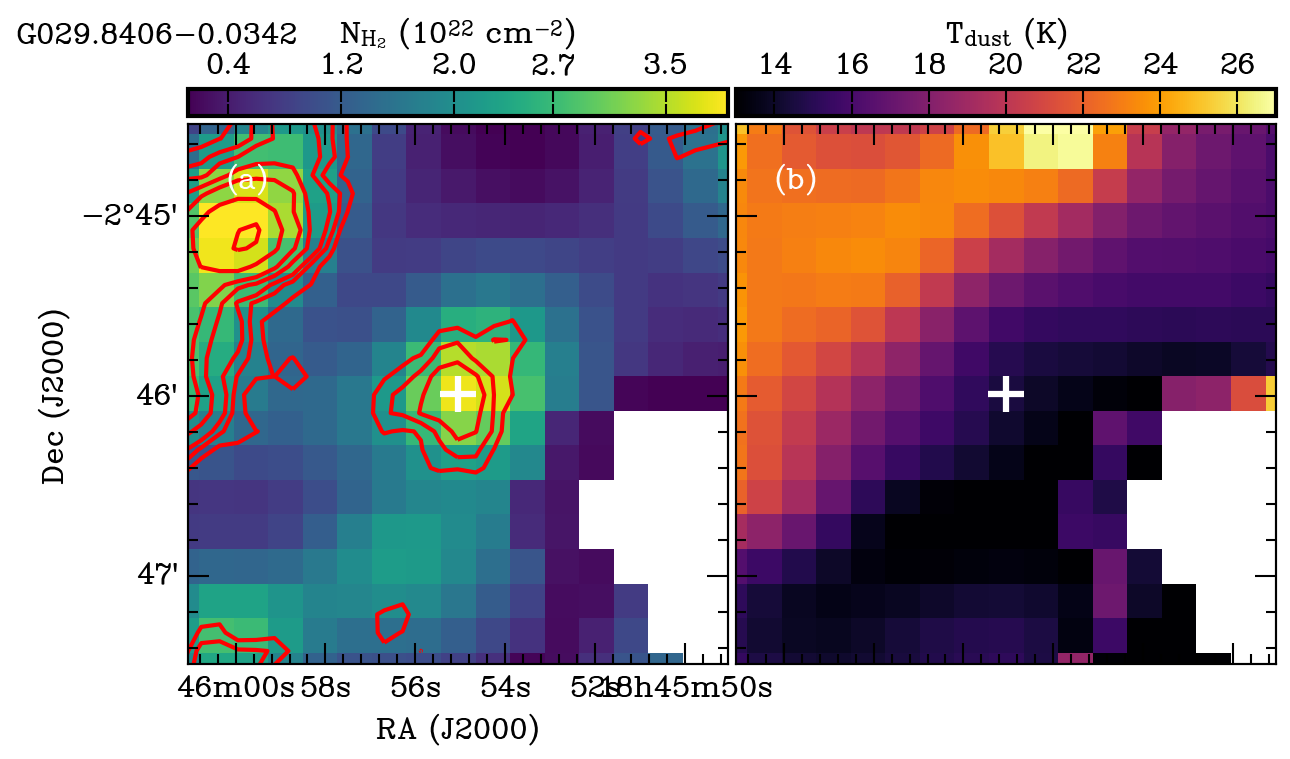 G029.8406−0.0342 N_H₂ (10²² cm⁻²) T_dust (K)
0.4 1.2 2.0 2.7 3.5 14 16 18 20 22 24 26
(a) (b)
−2°45'
46'
47'
Dec (J2000)
46m00s 58s 56s 54s 52s 18h45m50s
RA (J2000)